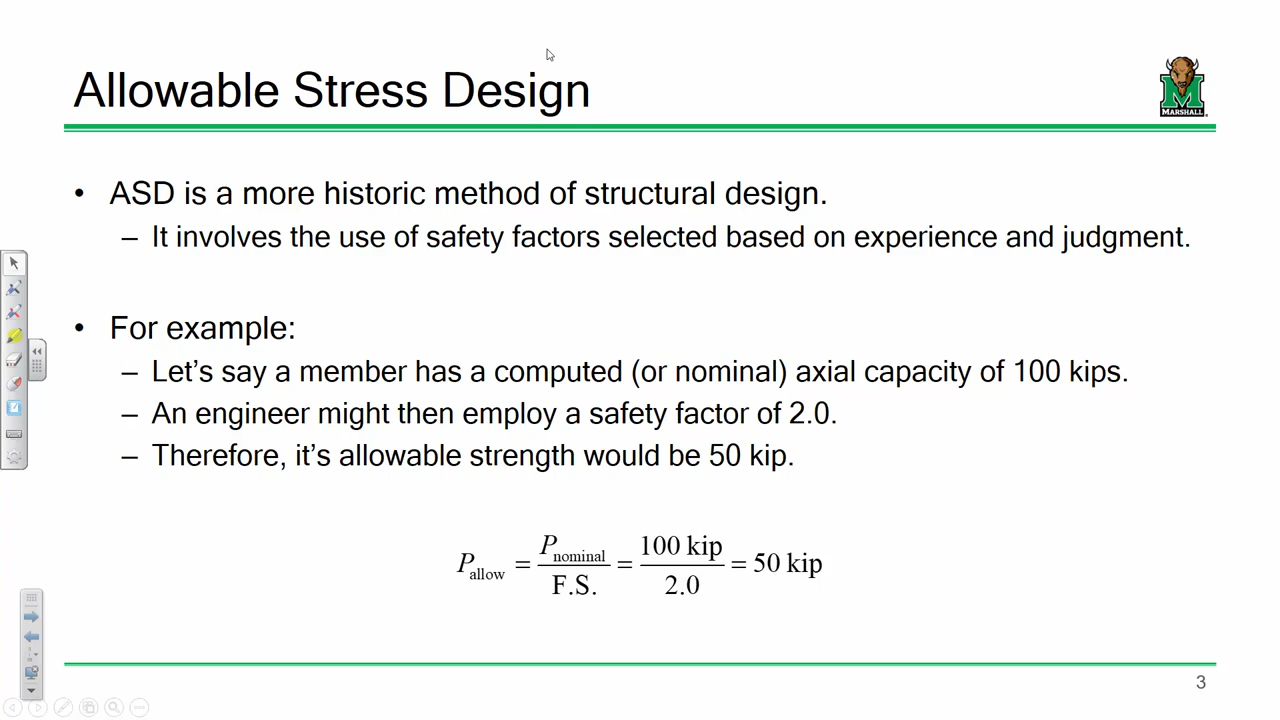 Allowable Stress Design
M
MARSHALL
• ASD is a more historic method of structural design.
– It involves the use of safety factors selected based on experience and judgment.
• For example:
– Let's say a member has a computed (or nominal) axial capacity of 100 kips.
– An engineer might then employ a safety factor of 2.0.
– Therefore, it's allowable strength would be 50 kip.
P_allow = P_nominal / F.S. = 100 kip / 2.0 = 50 kip
3